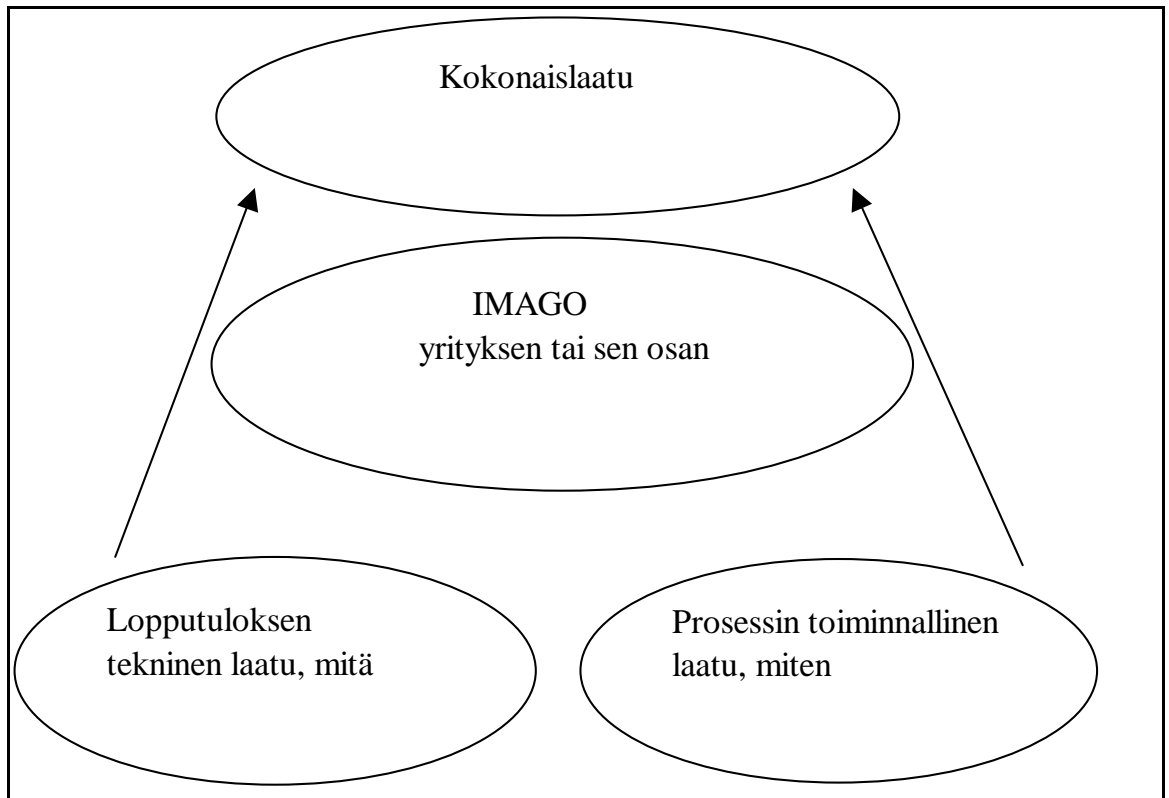 Kokonaislaatu
IMAGO
yrityksen tai sen osan
Lopputuloksen
tekninen laatu, mitä
Prosessin toiminnallinen
laatu, miten